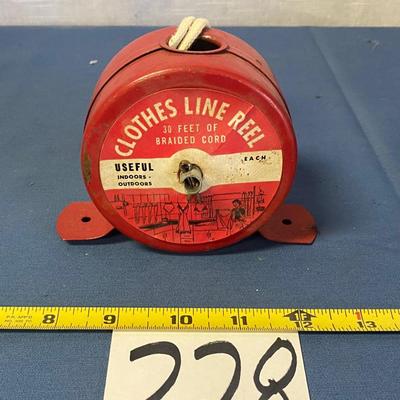 CLOTHES LINE REEL
30 FEET OF
BRAIDED CORD
USEFUL
INDOORS -
OUTDOORS
EACH
8 9 10 11 12 13
228